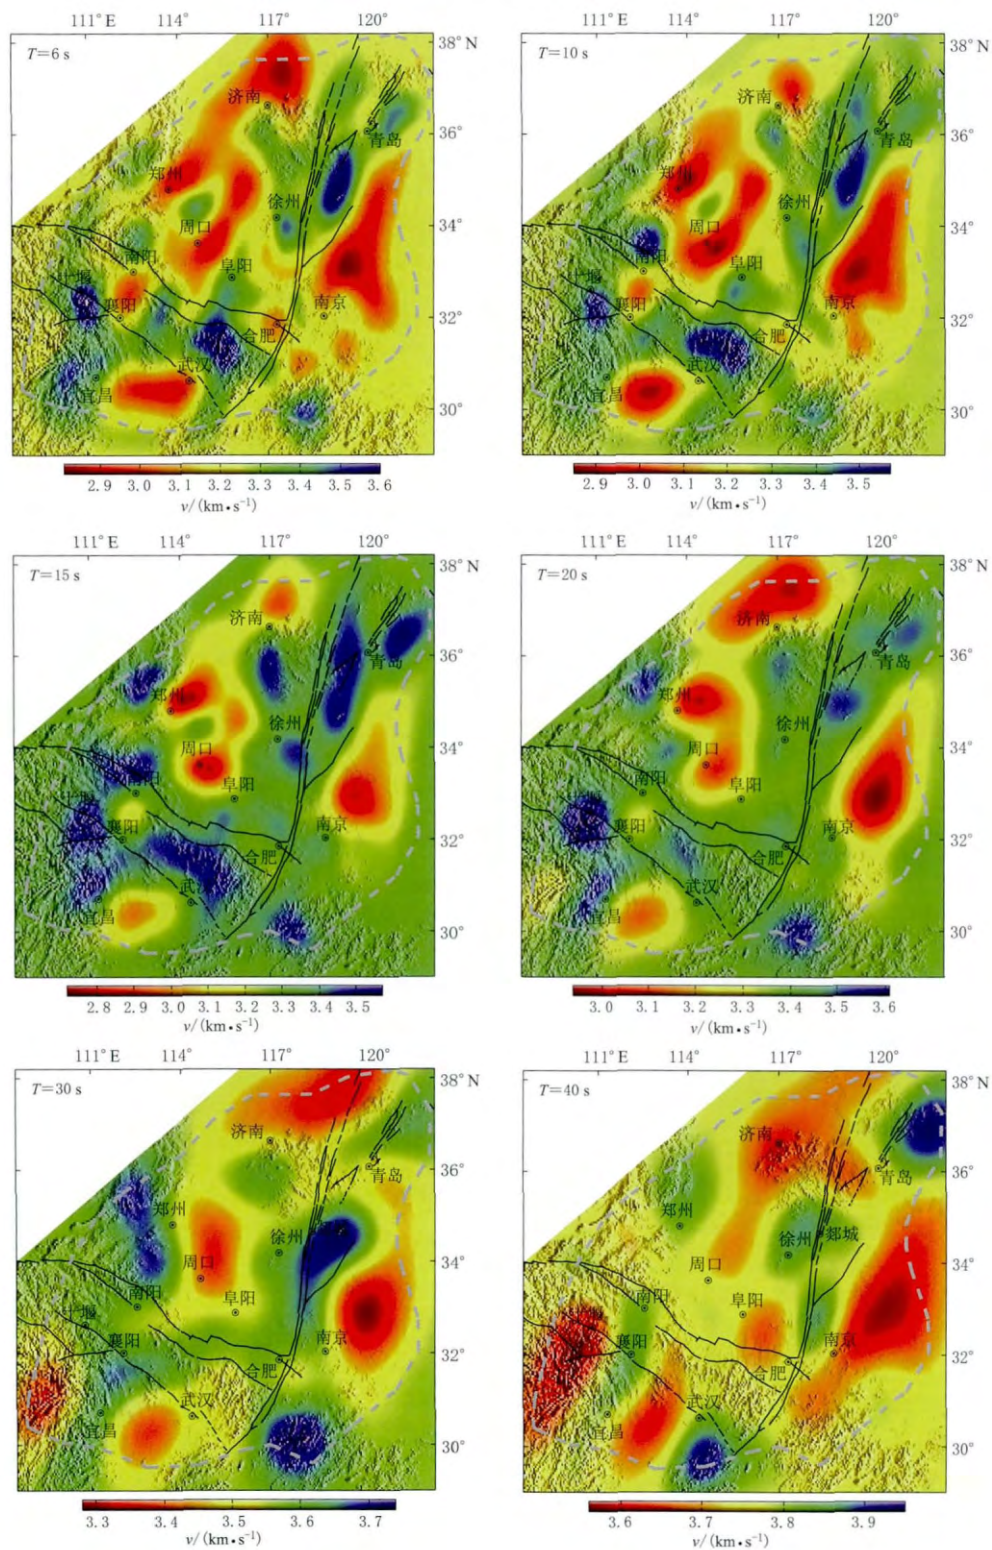 111° E 114° 117° 120°
T=6 s
38° N
济南
36°
青岛
郑州
徐州
34°
周口
南阳
阜阳
十堰
襄阳
南京
32°
合肥
武汉
宜昌
30°
2.9 3.0 3.1 3.2 3.3 3.4 3.5 3.6
v/(km•s⁻¹)
111° E 114° 117° 120°
T=10 s
38° N
济南
36°
青岛
郑州
徐州
34°
周口
南阳
阜阳
十堰
襄阳
南京
32°
合肥
武汉
宜昌
30°
2.9 3.0 3.1 3.2 3.3 3.4 3.5
v/(km•s⁻¹)
111° E 114° 117° 120°
T=15 s
38° N
济南
36°
青岛
郑州
徐州
34°
周口
南阳
阜阳
十堰
襄阳
南京
32°
合肥
武汉
宜昌
30°
2.8 2.9 3.0 3.1 3.2 3.3 3.4 3.5
v/(km•s⁻¹)
111° E 114° 117° 120°
T=20 s
38° N
济南
36°
青岛
郑州
徐州
34°
周口
南阳
阜阳
十堰
襄阳
南京
32°
合肥
武汉
宜昌
30°
3.0 3.1 3.2 3.3 3.4 3.5 3.6
v/(km•s⁻¹)
111° E 114° 117° 120°
T=30 s
38° N
济南
36°
青岛
郑州
徐州
34°
周口
南阳
阜阳
十堰
襄阳
南京
32°
合肥
武汉
宜昌
30°
3.3 3.4 3.5 3.6 3.7
v/(km•s⁻¹)
111° E 114° 117° 120°
T=40 s
38° N
济南
36°
青岛
郑州
徐州 郯城
34°
周口
南阳
阜阳
十堰
襄阳
南京
32°
合肥
武汉
宜昌
30°
3.6 3.7 3.8 3.9
v/(km•s⁻¹)